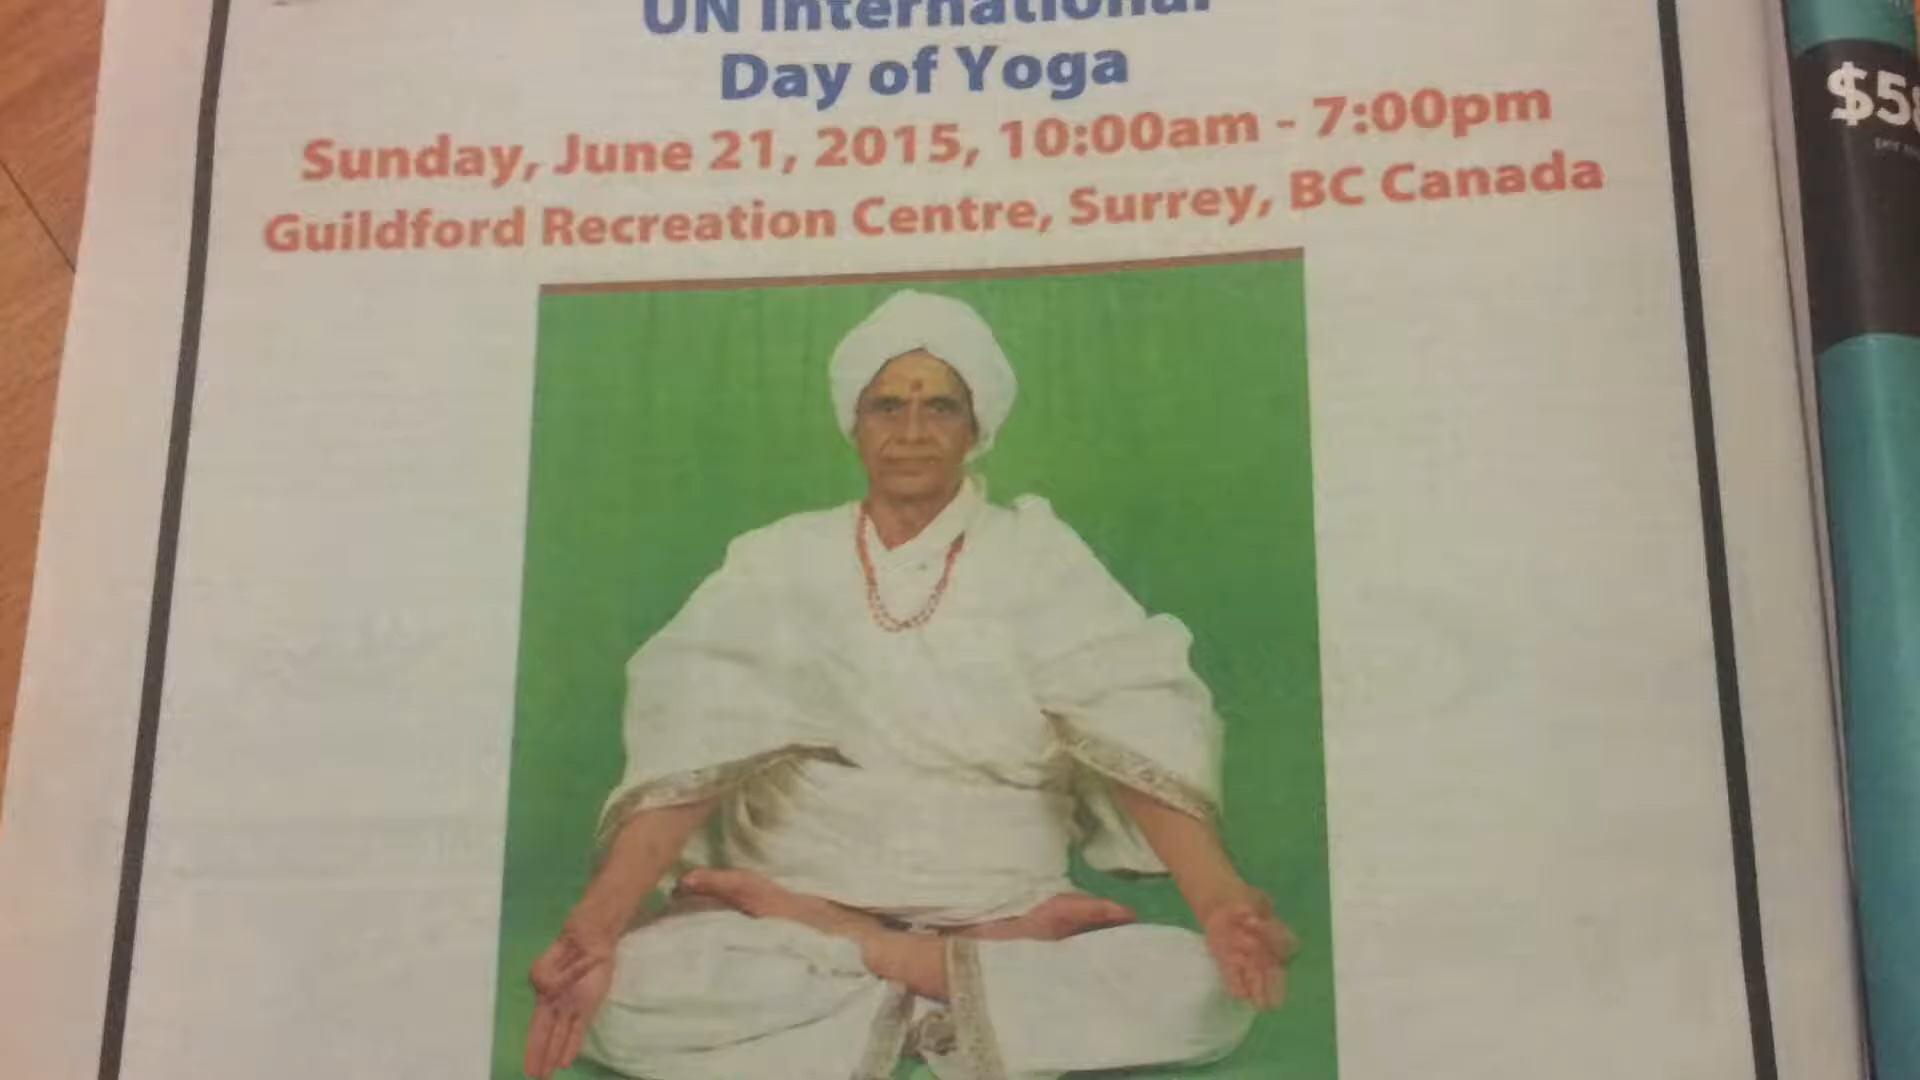 UN International
Day of Yoga
Sunday, June 21, 2015, 10:00am - 7:00pm
Guildford Recreation Centre, Surrey, BC Canada